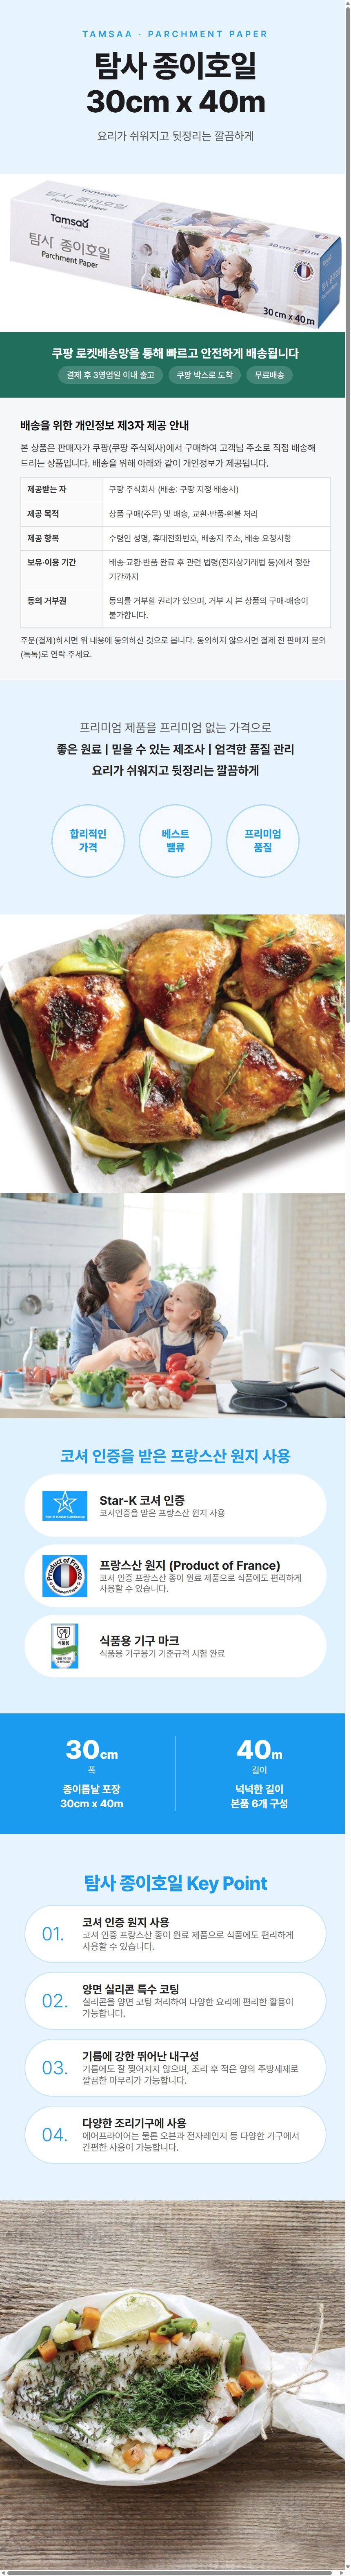 TAMSAA · PARCHMENT PAPER
탐사 종이호일
30cm x 40m
요리가 쉬워지고 뒷정리는 깔끔하게
Tamsaa
탐사 종이호일
Parchment Paper
Tamsaa
탐사 종이호일
Parchment Paper
30 cm x 40 m
30 cm x 40 m
쿠팡 로켓배송망을 통해 빠르고 안전하게 배송됩니다
결제 후 3영업일 이내 출고
쿠팡 박스로 도착
무료배송
배송을 위한 개인정보 제3자 제공 안내
본 상품은 판매자가 쿠팡(쿠팡 주식회사)에서 구매하여 고객님 주소로 직접 배송해
드리는 상품입니다. 배송을 위해 아래와 같이 개인정보가 제공됩니다.
제공받는 자
쿠팡 주식회사 (배송: 쿠팡 지정 배송사)
제공 목적
상품 구매(주문) 및 배송, 교환·반품·환불 처리
제공 항목
수령인 성명, 휴대전화번호, 배송지 주소, 배송 요청사항
보유·이용 기간
배송·교환·반품 완료 후 관련 법령(전자상거래법 등)에서 정한
기간까지
동의 거부권
동의를 거부할 권리가 있으며, 거부 시 본 상품의 구매·배송이
불가합니다.
주문(결제)하시면 위 내용에 동의하신 것으로 봅니다. 동의하지 않으시면 결제 전 판매자 문의
(톡톡)로 연락 주세요.
프리미엄 제품을 프리미엄 없는 가격으로
좋은 원료 | 믿을 수 있는 제조사 | 엄격한 품질 관리
요리가 쉬워지고 뒷정리는 깔끔하게
합리적인
가격
베스트
밸류
프리미엄
품질
코셔 인증을 받은 프랑스산 원지 사용
K
Star-K Kosher Certification
Star-K 코셔 인증
코셔인증을 받은 프랑스산 원지 사용
Product of France
프랑스산 원지 (Product of France)
코셔 인증 프랑스산 종이 원료 제품으로 식품에도 편리하게
사용할 수 있습니다.
식품용
식품용 기구 마크
식품용 기구용기 기준규격 시험 완료
30cm
폭
종이톱날 포장
30cm x 40m
40m
길이
넉넉한 길이
본품 6개 구성
탐사 종이호일 Key Point
01.
코셔 인증 원지 사용
코셔 인증 프랑스산 종이 원료 제품으로 식품에도 편리하게
사용할 수 있습니다.
02.
양면 실리콘 특수 코팅
실리콘을 양면 코팅 처리하여 다양한 요리에 편리한 활용이
가능합니다.
03.
기름에 강한 뛰어난 내구성
기름에도 잘 찢어지지 않으며, 조리 후 적은 양의 주방세제로
깔끔한 마무리가 가능합니다.
04.
다양한 조리기구에 사용
에어프라이어는 물론 오븐과 전자레인지 등 다양한 기구에서
간편한 사용이 가능합니다.